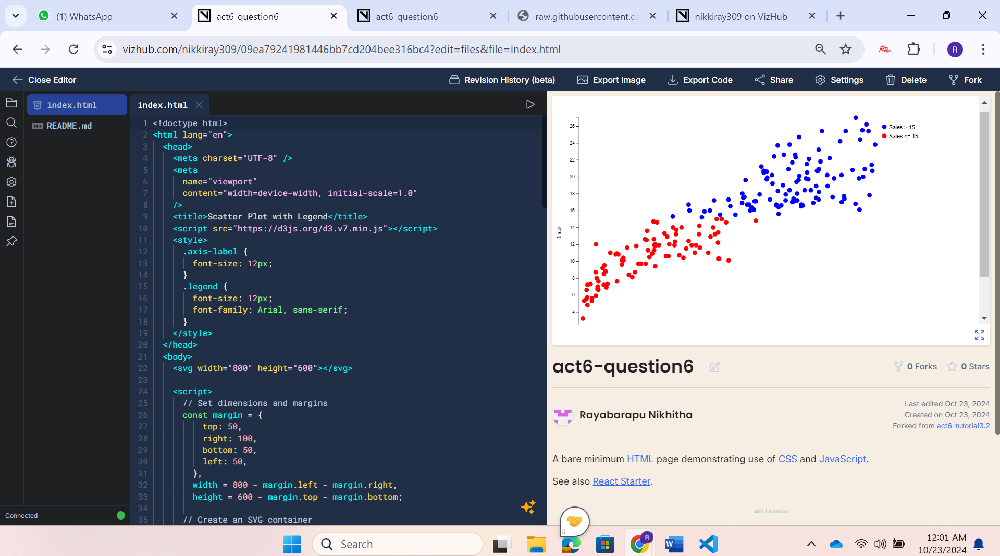 (1) WhatsApp
act6-question6
act6-question6
raw.githubusercontent.co
nikkiray309 on VizHub
vizhub.com/nikkiray309/09ea79241981446bb7cd204bee316bc4?edit=files&file=index.html
R
Close Editor
Revision History (beta)
Export Image
Export Code
Share
Settings
Delete
Fork
index.html
README.md
Connected
index.html
1 <!doctype html>
2 <html lang="en">
3 <head>
4 <meta charset="UTF-8" />
5 <meta
6 name="viewport"
7 content="width=device-width, initial-scale=1.0"
8 />
9 <title>Scatter Plot with Legend</title>
10 <script src="https://d3js.org/d3.v7.min.js"></script>
11 <style>
12 .axis-label {
13 font-size: 12px;
14 }
15 .legend {
16 font-size: 12px;
17 font-family: Arial, sans-serif;
18 }
19 </style>
20 </head>
21 <body>
22 <svg width="800" height="600"></svg>
23
24 <script>
25 // Set dimensions and margins
26 const margin = {
27 top: 50,
28 right: 100,
29 bottom: 50,
30 left: 50,
31 },
32 width = 800 - margin.left - margin.right,
33 height = 600 - margin.top - margin.bottom;
34
35 // Create an SVG container
26
24
22
20
18
16
14
12
10
8
6
4
Sales
Sales > 15
Sales <= 15
act6-question6
0 Forks
0 Stars
Rayabarapu Nikhitha
Last edited Oct 23, 2024
Created on Oct 23, 2024
Forked from act6-tutorial3.2
A bare minimum HTML page demonstrating use of CSS and JavaScript.
See also React Starter.
MIT Licensed
Search
R
W
12:01 AM
10/23/2024